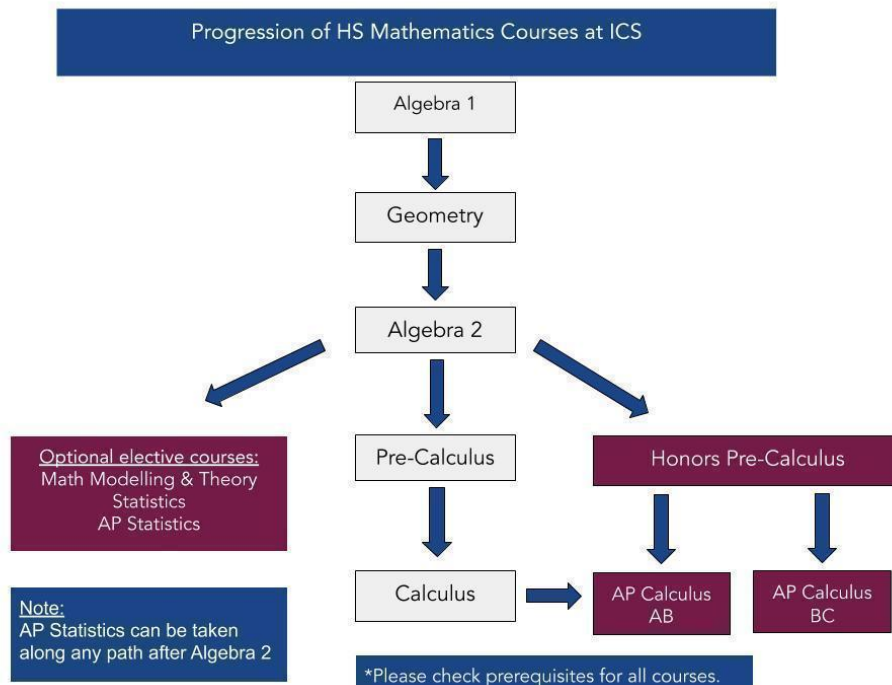 Progression of HS Mathematics Courses at ICS
Algebra 1
Geometry
Algebra 2
Optional elective courses:
Math Modelling & Theory
Statistics
AP Statistics
Pre-Calculus
Honors Pre-Calculus
Calculus
AP Calculus
AB
AP Calculus
BC
Note:
AP Statistics can be taken
along any path after Algebra 2
*Please check prerequisites for all courses.